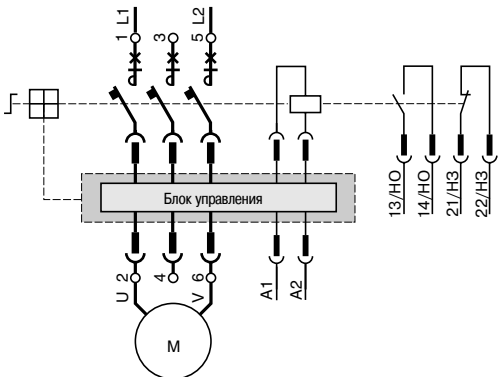 L1
L2
1
3
5
13/НО
14/НО
21/НЗ
22/НЗ
Блок управления
U
2
4
V
6
A1
A2
M